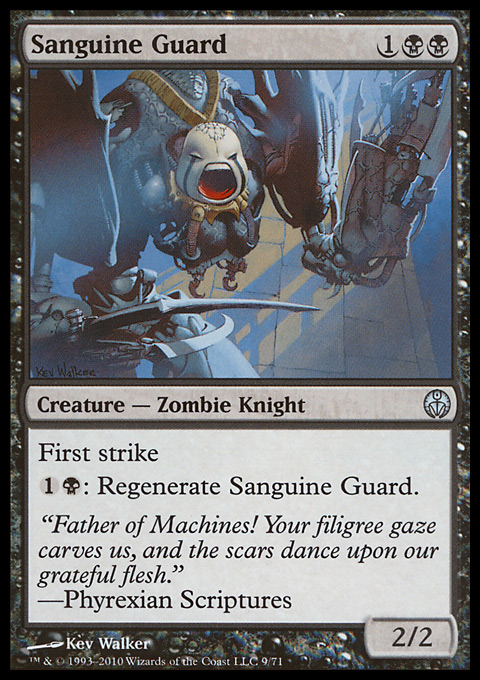 Sanguine Guard 1
KEV WALKER
Creature — Zombie Knight
First strike
1 : Regenerate Sanguine Guard.
“Father of Machines! Your filigree gaze
carves us, and the scars dance upon our
grateful flesh.”
—Phyrexian Scriptures
Kev Walker
2/2
™ & © 1993–2010 Wizards of the Coast LLC 9/71